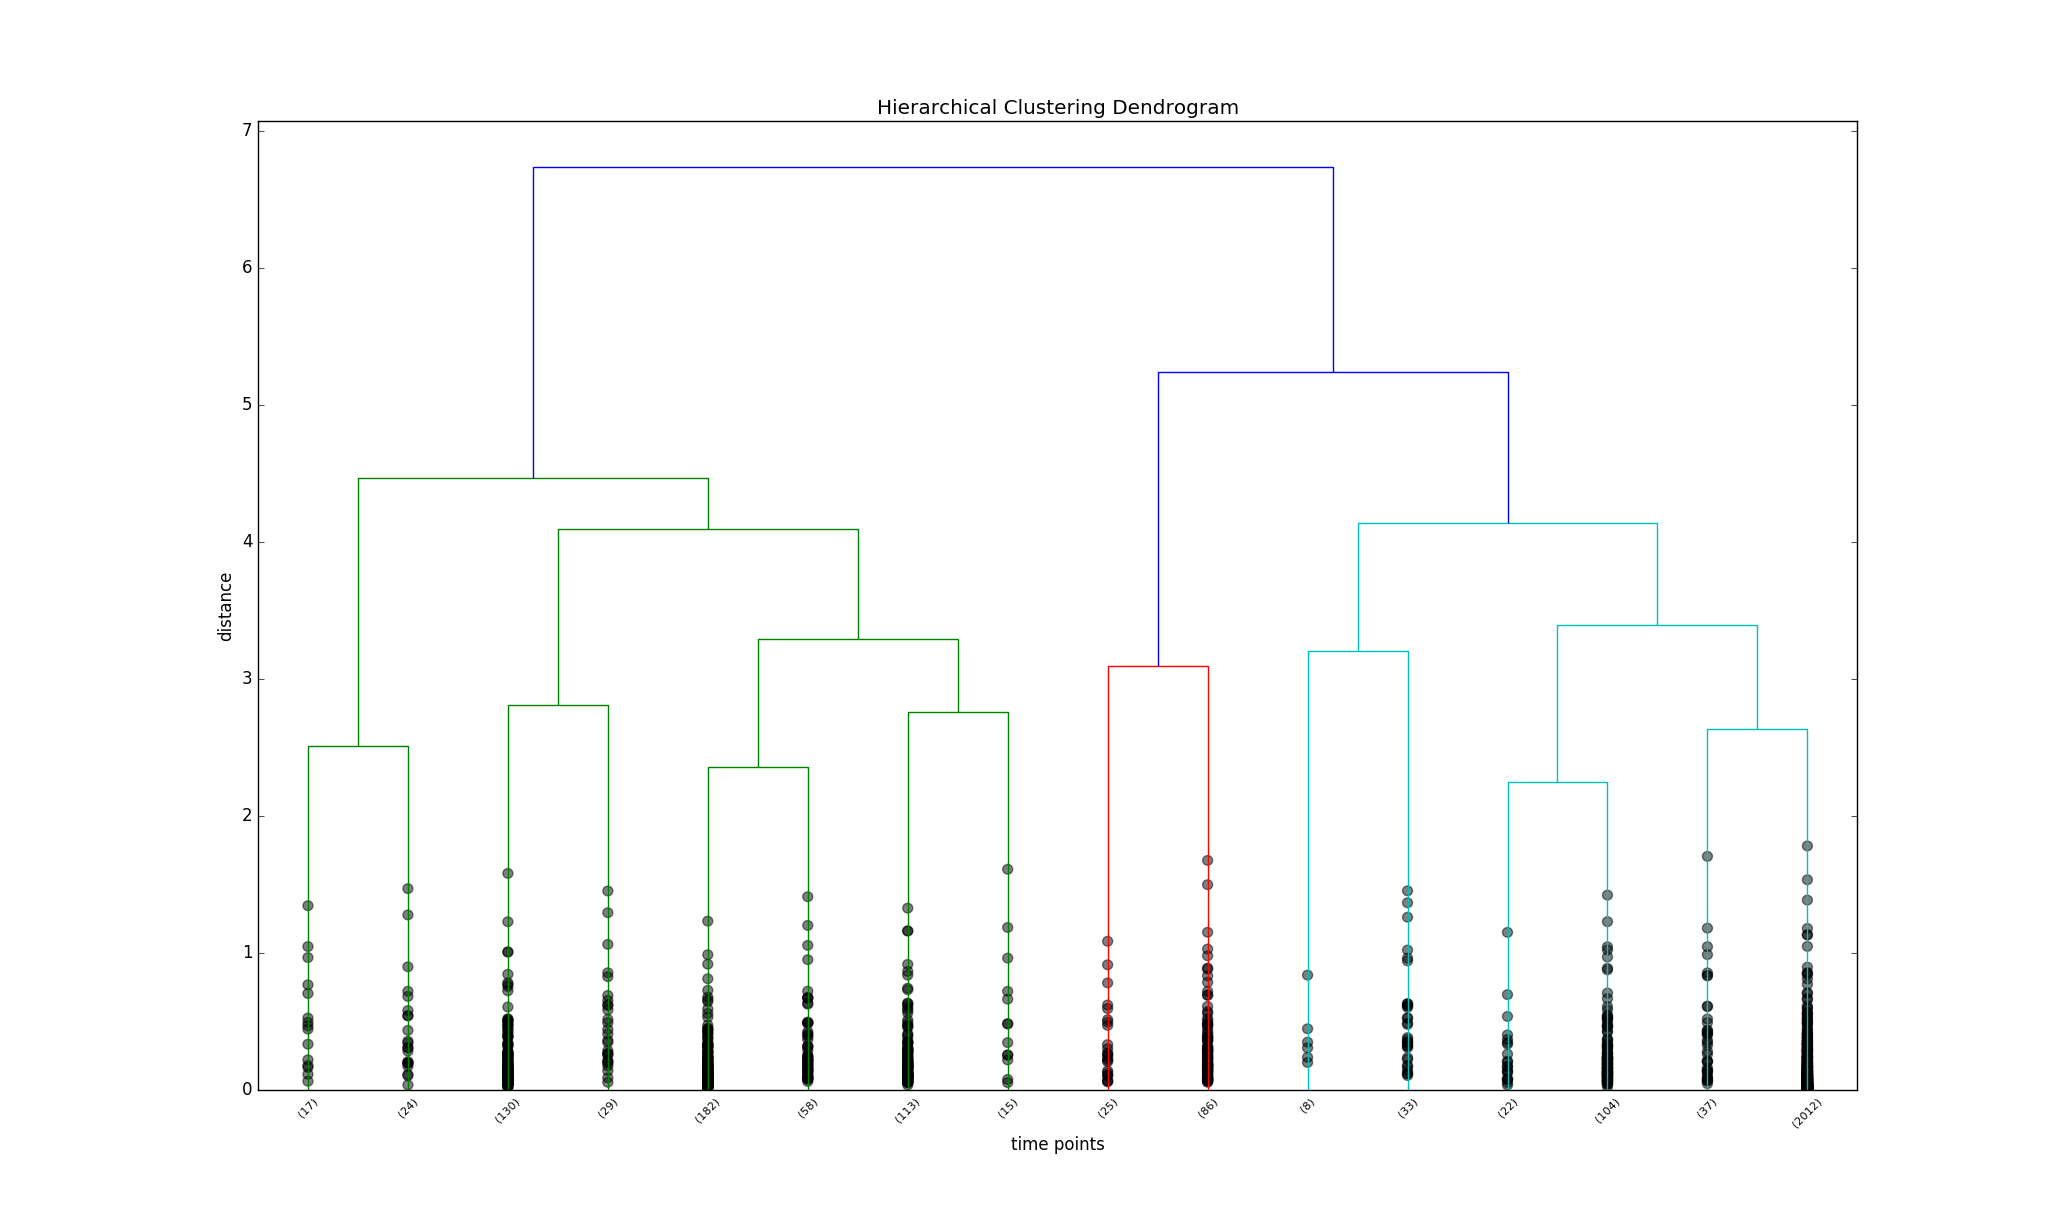 Hierarchical Clustering Dendrogram
7
6
5
4
3
2
1
0
distance
(17) (24) (130) (29) (182) (58) (113) (15) (25) (86) (8) (33) (22) (104) (37) (2012)
time points